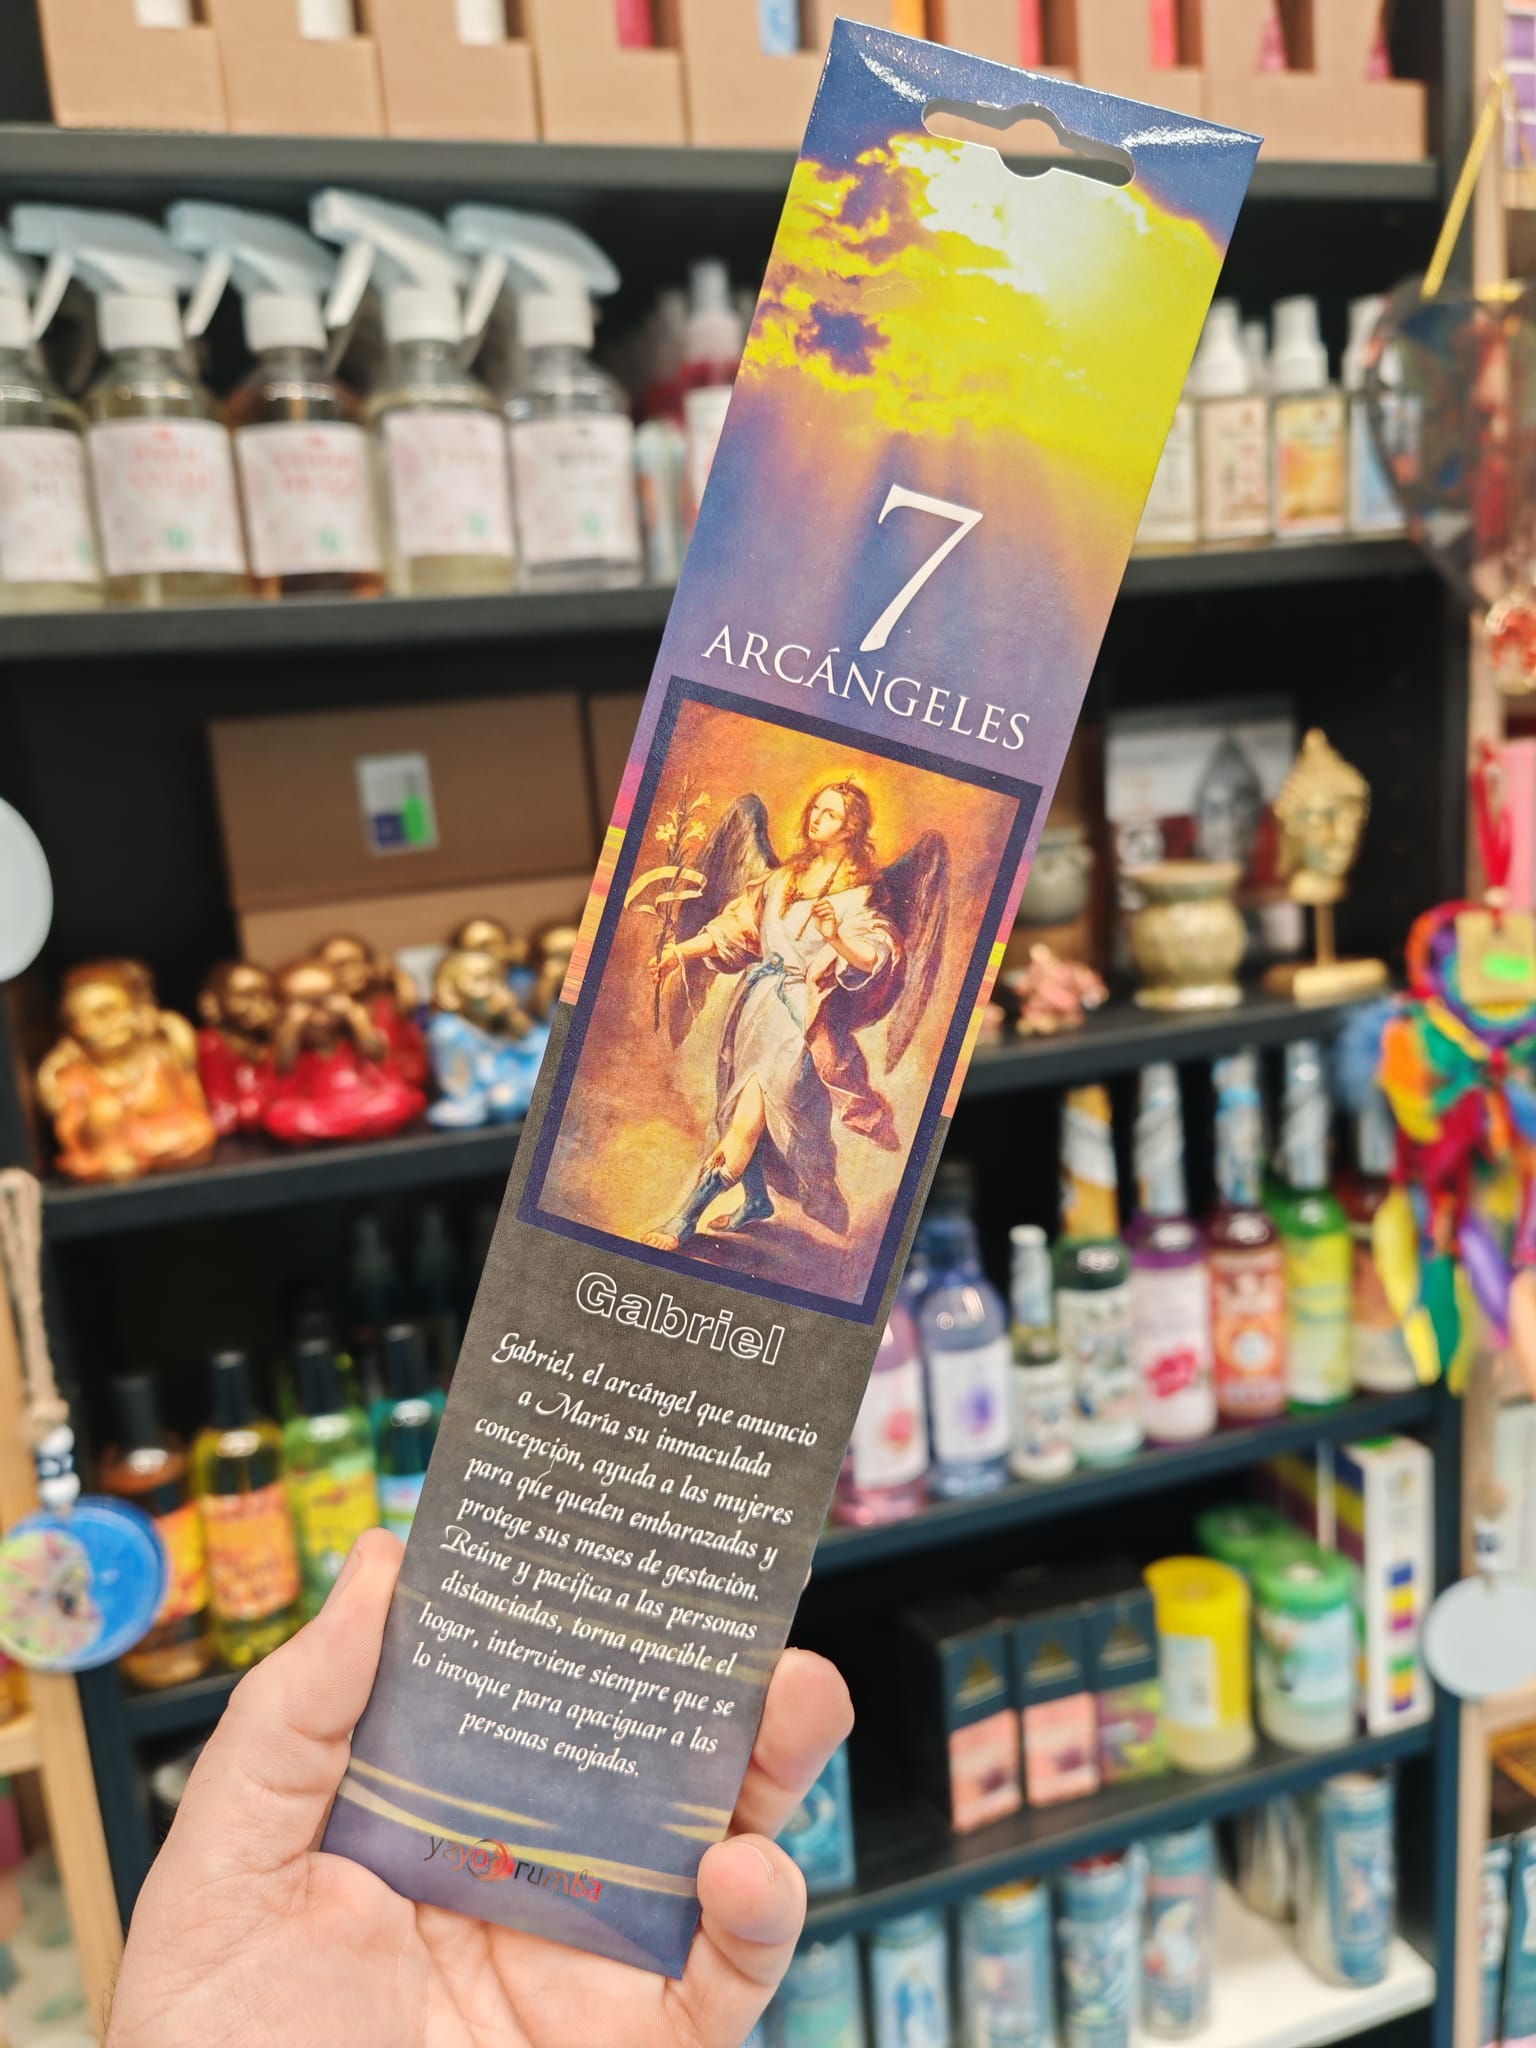 7
ARCÁNGELES
Gabriel
Gabriel, el arcángel que anuncio
a María su inmaculada
concepción, ayuda a las mujeres
para que queden embarazadas y
protege sus meses de gestación.
Reúne y pacifica a las personas
distanciadas, torna apacible el
hogar, interviene siempre que se
lo invoque para apaciguar a las
personas enojadas.
yayo rumba